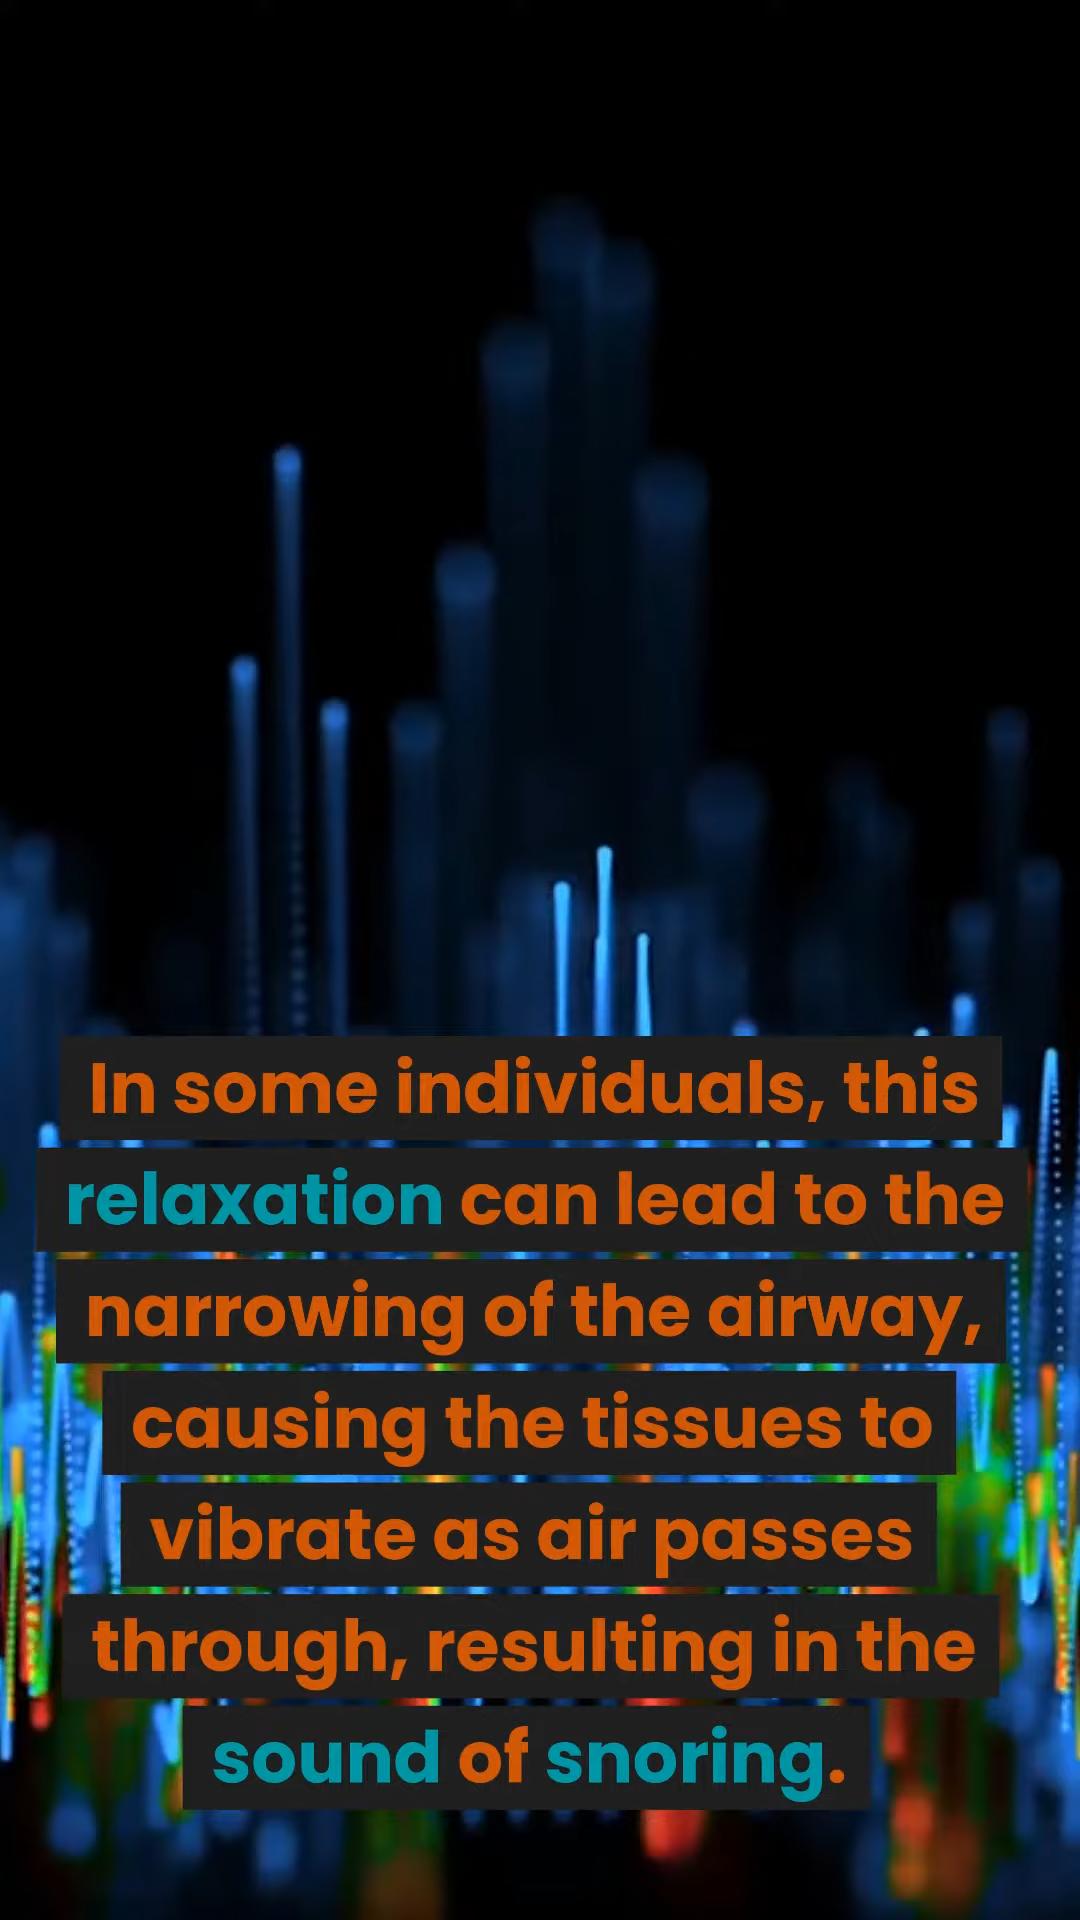 In some individuals, this
relaxation can lead to the
narrowing of the airway,
causing the tissues to
vibrate as air passes
through, resulting in the
sound of snoring.